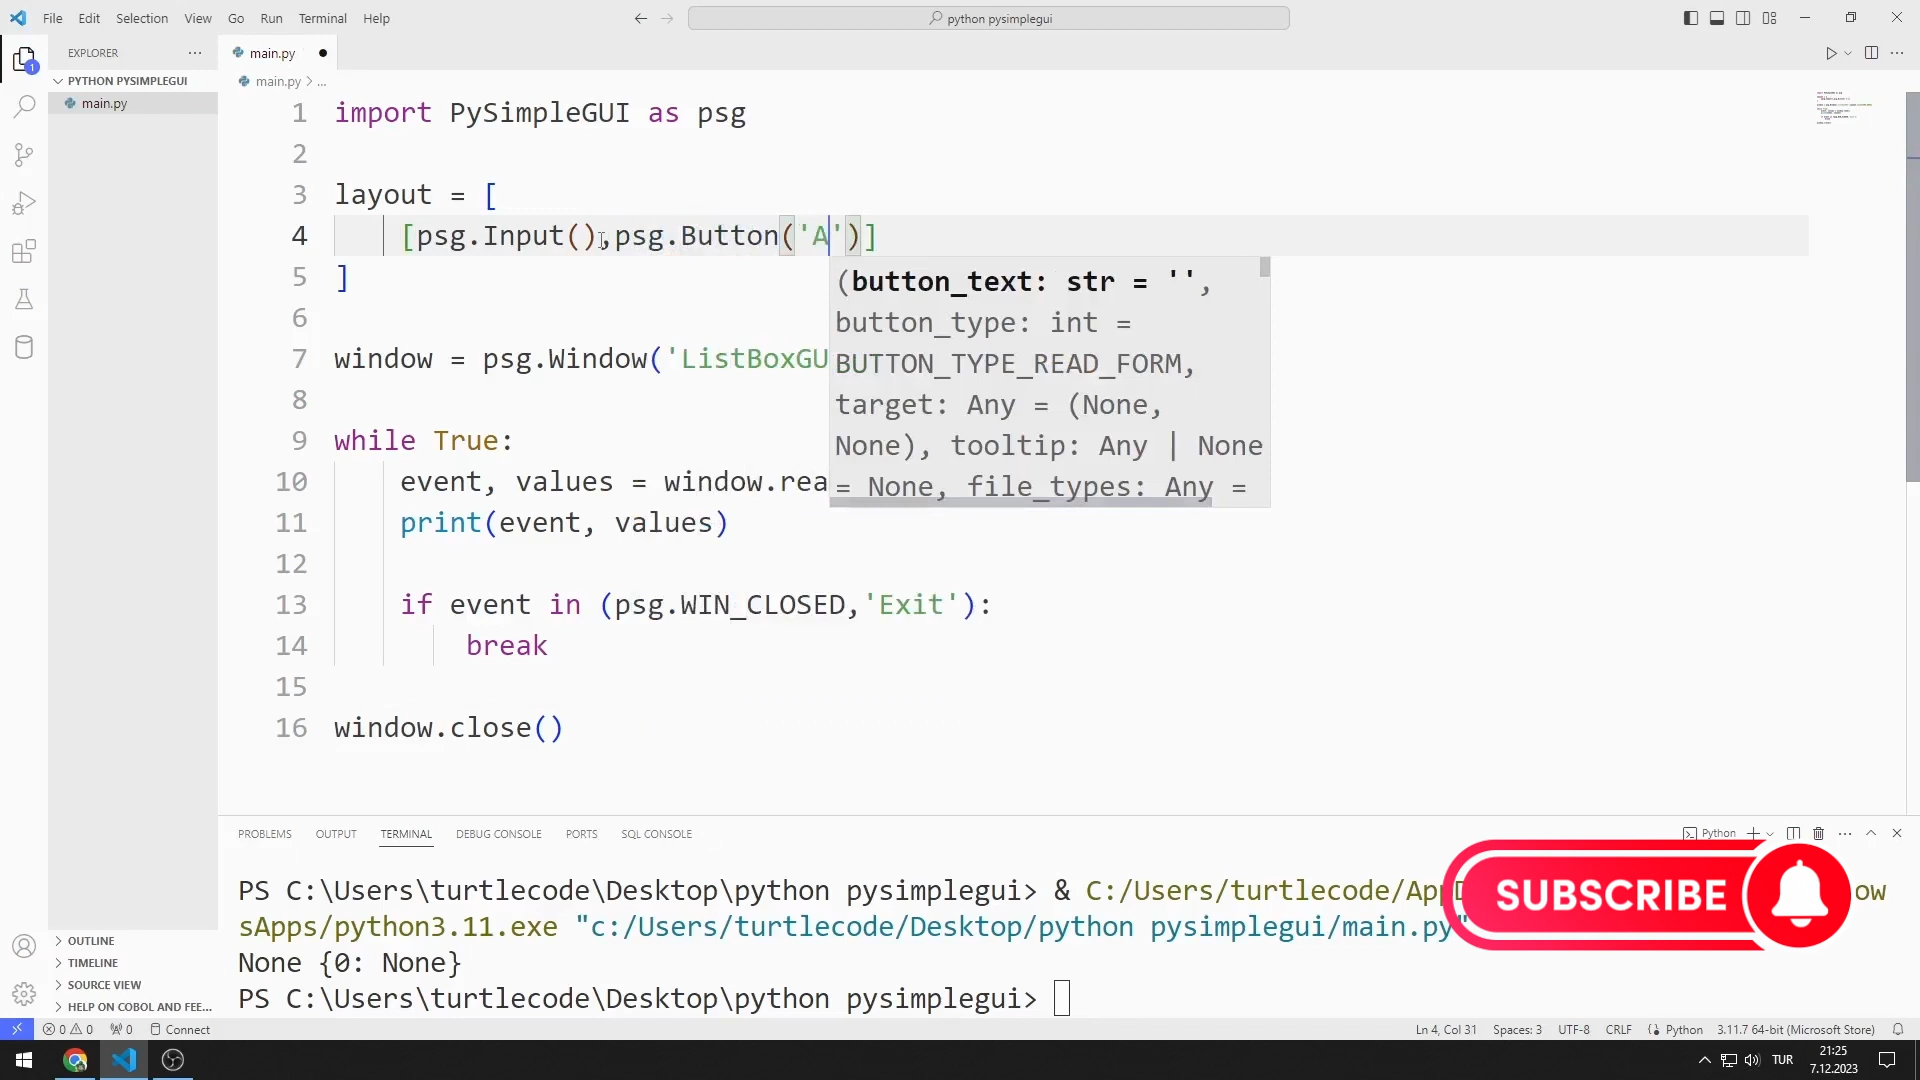 File Edit Selection View Go Run Terminal Help
python pysimplegui
EXPLORER
main.py
PYTHON PYSIMPLEGUI
1
main.py
main.py > ...
1 import PySimpleGUI as psg
2
3 layout = [
4 [psg.Input(),psg.Button('A')]
5 ]
6
7 window = psg.Window('ListBoxGU
8
9 while True:
10 event, values = window.rea
11 print(event, values)
12
13 if event in (psg.WIN_CLOSED,'Exit'):
14 break
15
16 window.close()
(button_text: str = '',
button_type: int =
BUTTON_TYPE_READ_FORM,
target: Any = (None,
None), tooltip: Any | None
= None, file_types: Any =
PROBLEMS OUTPUT TERMINAL DEBUG CONSOLE PORTS SQL CONSOLE
Python
PS C:\Users\turtlecode\Desktop\python pysimplegui> & C:/Users/turtlecode/AppD ow
sApps/python3.11.exe "c:/Users/turtlecode/Desktop/python pysimplegui/main.py"
None {0: None}
PS C:\Users\turtlecode\Desktop\python pysimplegui>
SUBSCRIBE
OUTLINE
TIMELINE
SOURCE VIEW
HELP ON COBOL AND FEE...
0 0 0 Connect
Ln 4, Col 31 Spaces: 3 UTF-8 CRLF Python 3.11.7 64-bit (Microsoft Store)
TUR
21:25
7.12.2023